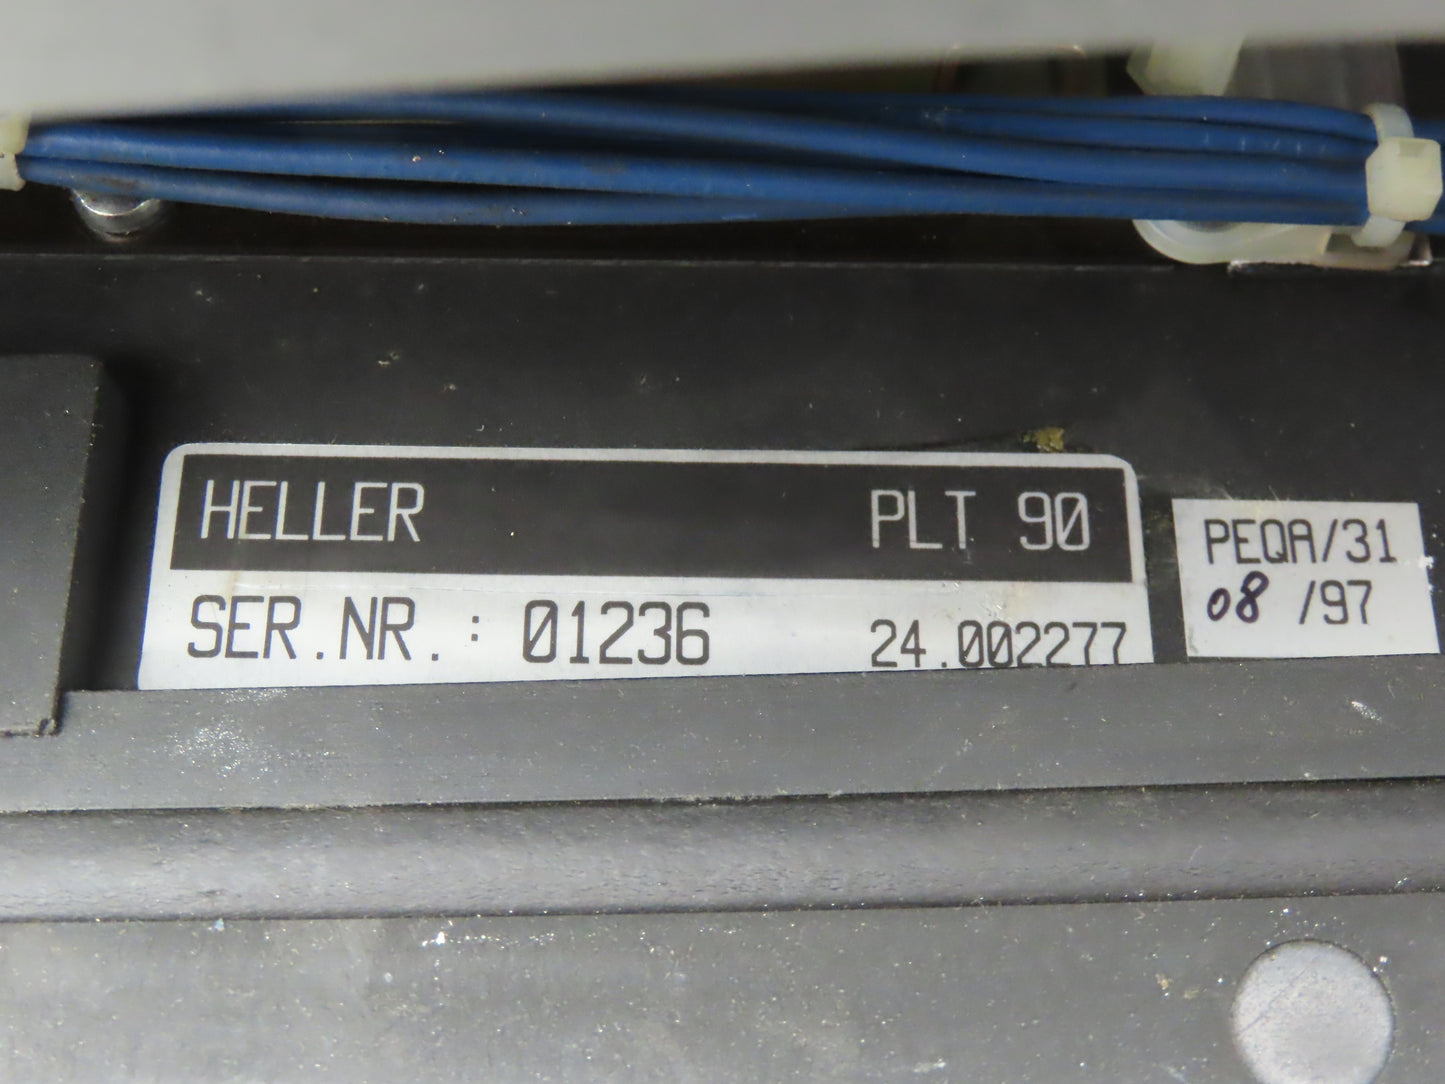 HELLER PLT 90
SER.NR. : 01236 24.002277
PEQA/31
08 /97